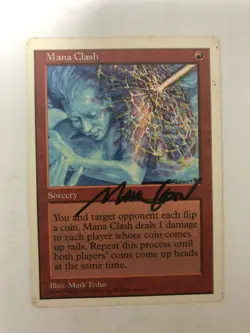 Mana Clash
Sorcery
You and target opponent each flip
a coin. Mana Clash deals 1 damage
to each player whose coin comes
up tails. Repeat this process until
both players' coins come up heads
at the same time.
Illus. Mark Tedin